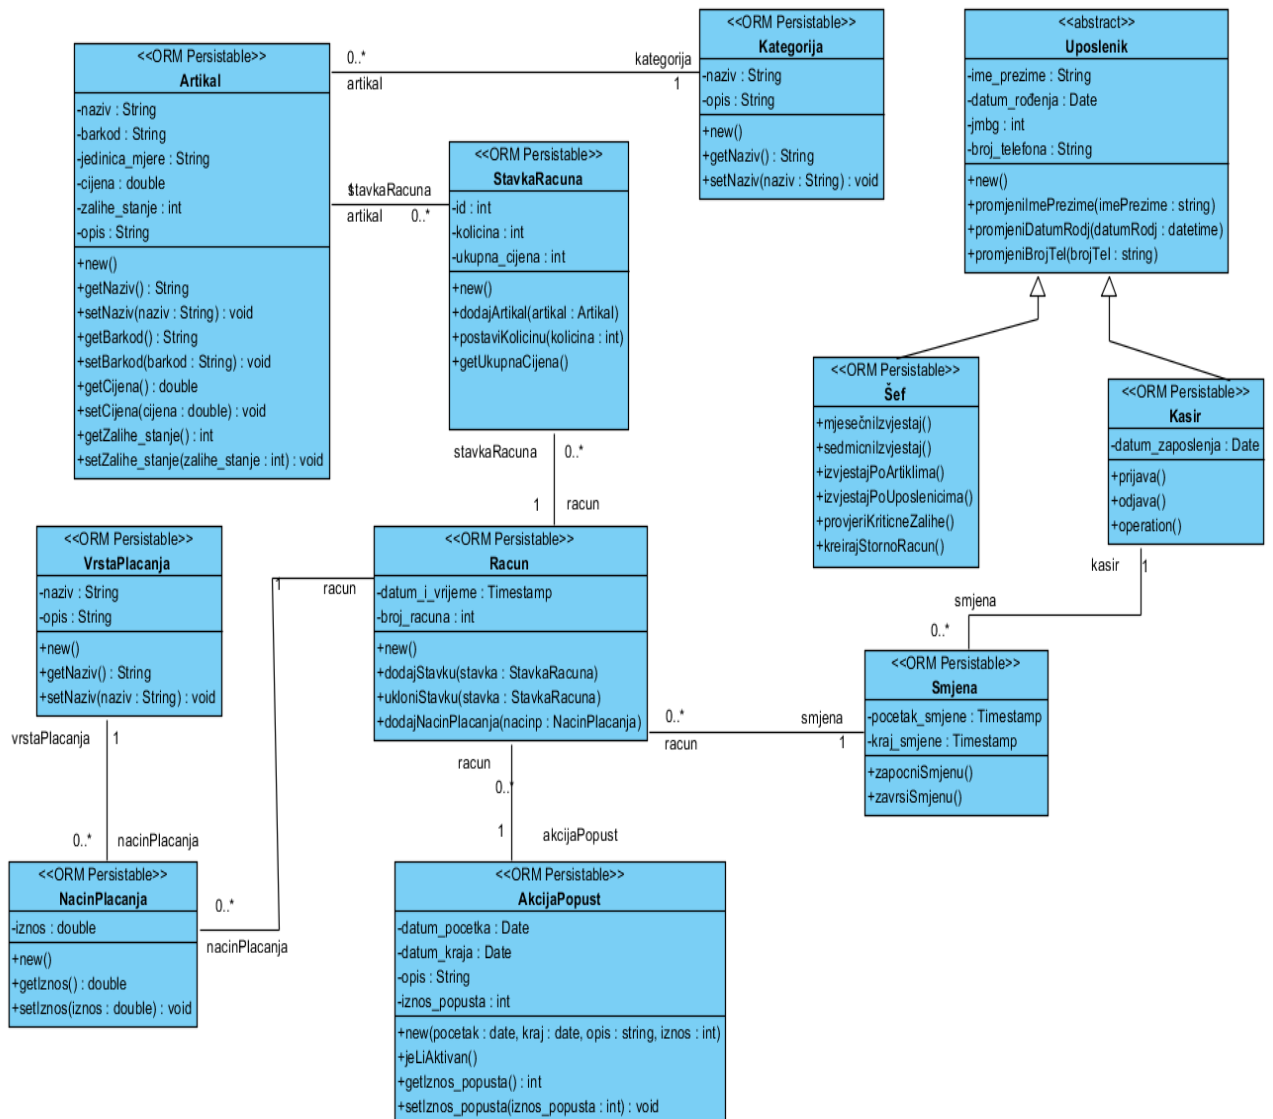 <<ORM Persistable>>
Artikal
-naziv : String
-barkod : String
-jedinica_mjere : String
-cijena : double
-zalihe_stanje : int
-opis : String
+new()
+getNaziv() : String
+setNaziv(naziv : String) : void
+getBarkod() : String
+setBarkod(barkod : String) : void
+getCijena() : double
+setCijena(cijena : double) : void
+getZalihe_stanje() : int
+setZalihe_stanje(zalihe_stanje : int) : void
0..*
artikal
kategorija
1
<<ORM Persistable>>
Kategorija
-naziv : String
-opis : String
+new()
+getNaziv() : String
+setNaziv(naziv : String) : void
<<abstract>>
Uposlenik
-ime_prezime : String
-datum_rođenja : Date
-jmbg : int
-broj_telefona : String
+new()
+promjeniImePrezime(imePrezime : string)
+promjeniDatumRodj(datumRodj : datetime)
+promjeniBrojTel(brojTel : string)
1
stavkaRacuna
artikal
0..*
<<ORM Persistable>>
StavkaRacuna
-id : int
-kolicina : int
-ukupna_cijena : int
+new()
+dodajArtikal(artikal : Artikal)
+postaviKolicinu(kolicina : int)
+getUkupnaCijena()
<<ORM Persistable>>
Šef
+mjesečniIzvjestaj()
+sedmicniIzvjestaj()
+izvjestajPoArtiklima()
+izvjestajPoUposlenicima()
+provjeriKriticneZalihe()
+kreirajStornoRacun()
<<ORM Persistable>>
Kasir
-datum_zaposlenja : Date
+prijava()
+odjava()
+operation()
stavkaRacuna
0..*
1
racun
<<ORM Persistable>>
VrstaPlacanja
-naziv : String
-opis : String
+new()
+getNaziv() : String
+setNaziv(naziv : String) : void
1
racun
<<ORM Persistable>>
Racun
-datum_i_vrijeme : Timestamp
-broj_racuna : int
+new()
+dodajStavku(stavka : StavkaRacuna)
+ukloniStavku(stavka : StavkaRacuna)
+dodajNacinPlacanja(nacinp : NacinPlacanja)
kasir
1
smjena
0..*
<<ORM Persistable>>
Smjena
-pocetak_smjene : Timestamp
-kraj_smjene : Timestamp
+zapocniSmjenu()
+zavrsiSmjenu()
0..*
racun
smjena
1
vrstaPlacanja
1
0..*
nacinPlacanja
racun
0..*
1
akcijaPopust
<<ORM Persistable>>
NacinPlacanja
-iznos : double
+new()
+getIznos() : double
+setIznos(iznos : double) : void
0..*
nacinPlacanja
<<ORM Persistable>>
AkcijaPopust
-datum_pocetka : Date
-datum_kraja : Date
-opis : String
-iznos_popusta : int
+new(pocetak : date, kraj : date, opis : string, iznos : int)
+jeLiAktivan()
+getIznos_popusta() : int
+setIznos_popusta(iznos_popusta : int) : void